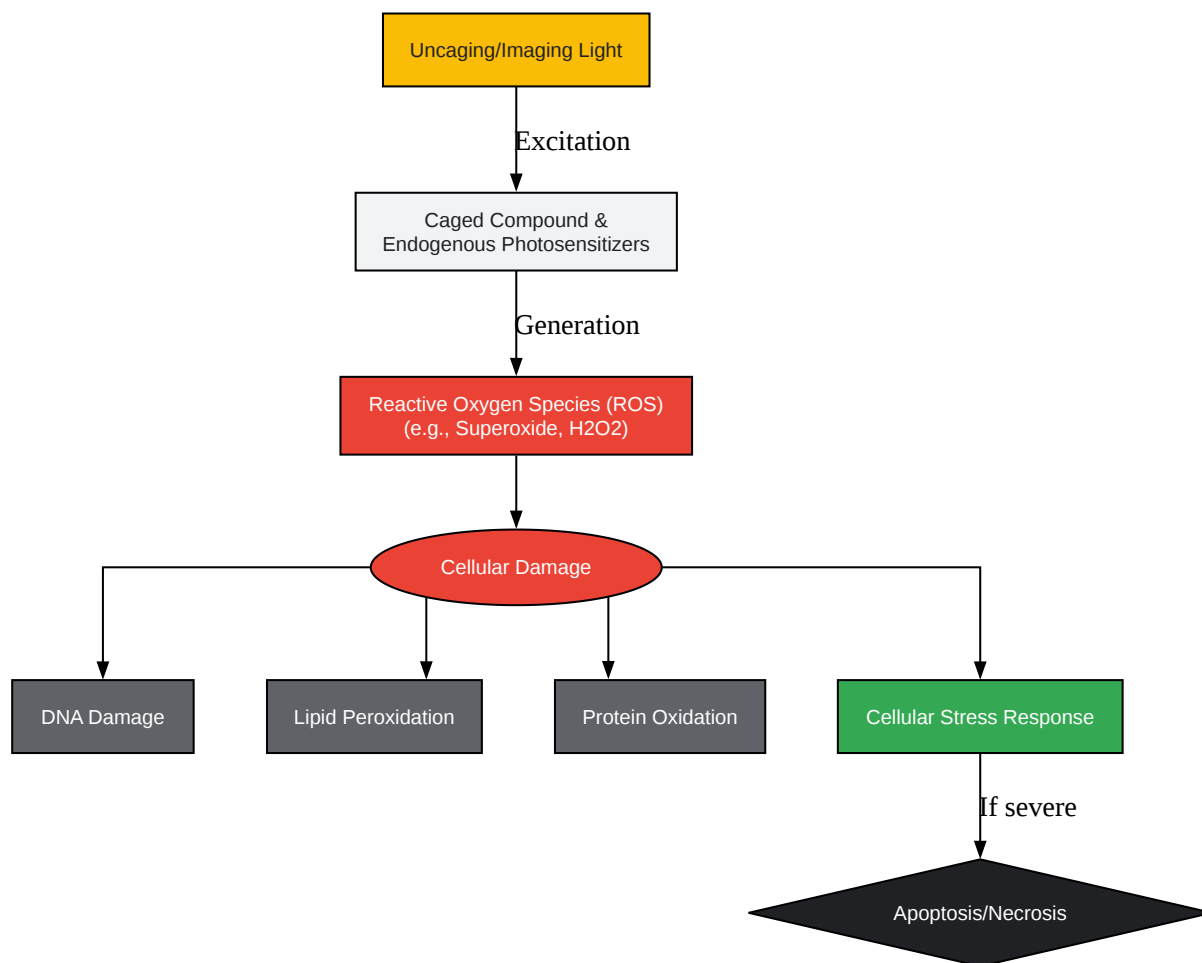 Uncaging/Imaging Light
Excitation
Caged Compound &
Endogenous Photosensitizers
Generation
Reactive Oxygen Species (ROS)
(e.g., Superoxide, H2O2)
Cellular Damage
DNA Damage
Lipid Peroxidation
Protein Oxidation
Cellular Stress Response
If severe
Apoptosis/Necrosis